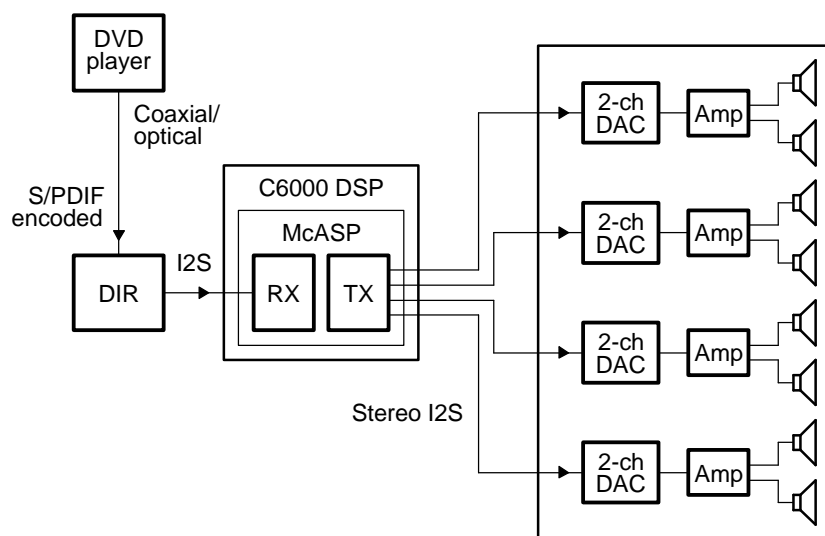 DVD
player
Coaxial/
optical
S/PDIF
encoded
DIR
I2S
C6000 DSP
McASP
RX
TX
Stereo I2S
2-ch
DAC
Amp
2-ch
DAC
Amp
2-ch
DAC
Amp
2-ch
DAC
Amp